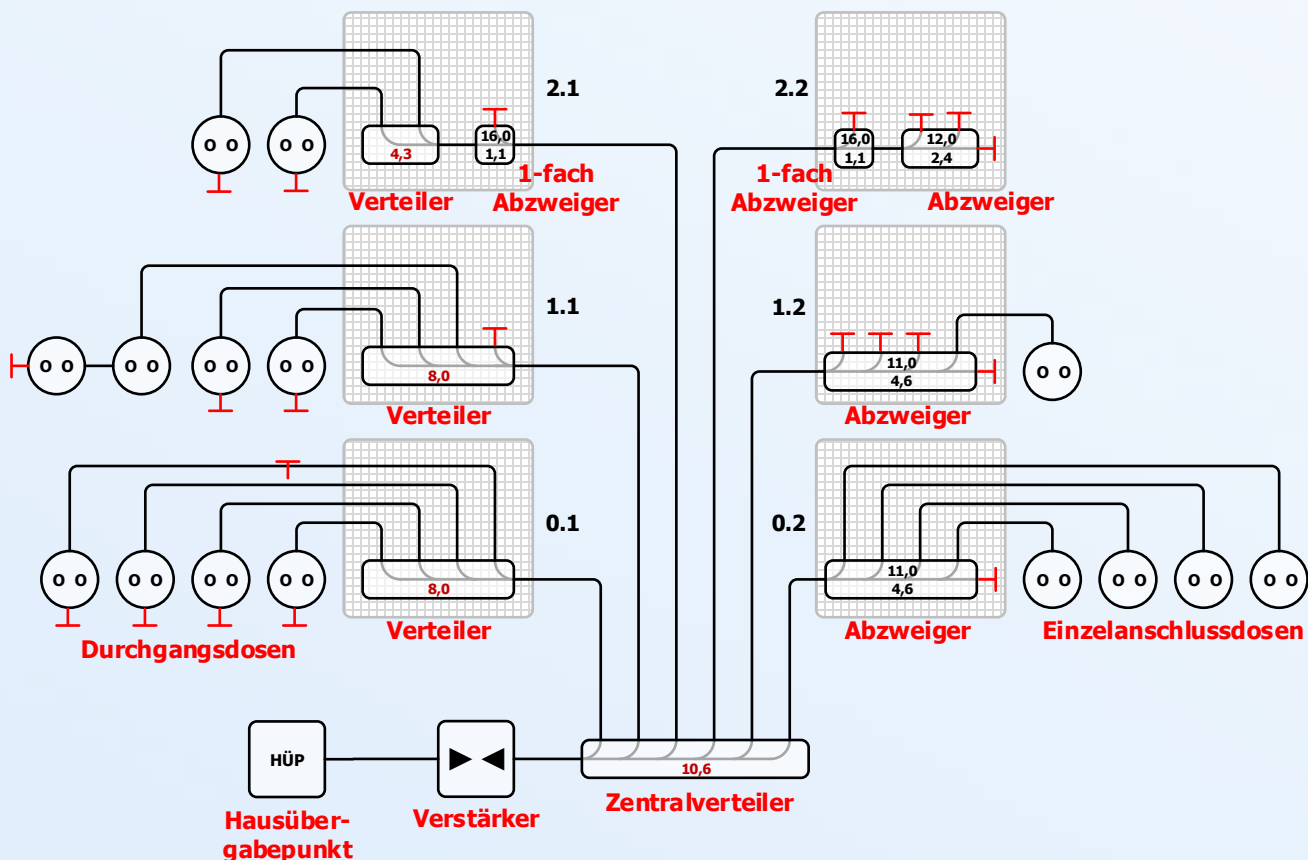 2.1
2.2
o o
o o
4,3
16,0
1,1
16,0
1,1
12,0
2,4
Verteiler
1-fach
Abzweiger
1-fach
Abzweiger
Abzweiger
1.1
1.2
o o
o o
o o
o o
8,0
11,0
4,6
o o
Verteiler
Abzweiger
0.1
0.2
o o
o o
o o
o o
8,0
11,0
4,6
o o
o o
o o
o o
Durchgangsdosen
Verteiler
Abzweiger
Einzelanschlussdosen
HÜP
10,6
Hausüber-
gabepunkt
Verstärker
Zentralverteiler